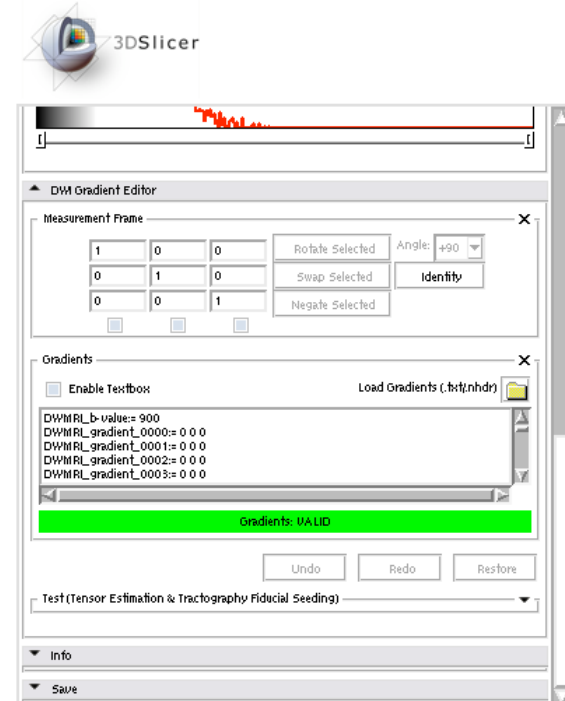 3DSlicer
DWI Gradient Editor
Measurement Frame
1 0 0 Rotate Selected Angle: +90
0 1 0 Swap Selected Identity
0 0 1 Negate Selected
Gradients
Enable Textbox Load Gradients (.txt/.nhdr)
DWMRI_b-value:= 900
DWMRI_gradient_0000:= 0 0 0
DWMRI_gradient_0001:= 0 0 0
DWMRI_gradient_0002:= 0 0 0
DWMRI_gradient_0003:= 0 0 0
Gradients: VALID
Undo Redo Restore
Test (Tensor Estimation & Tractography Fiducial Seeding)
Info
Save